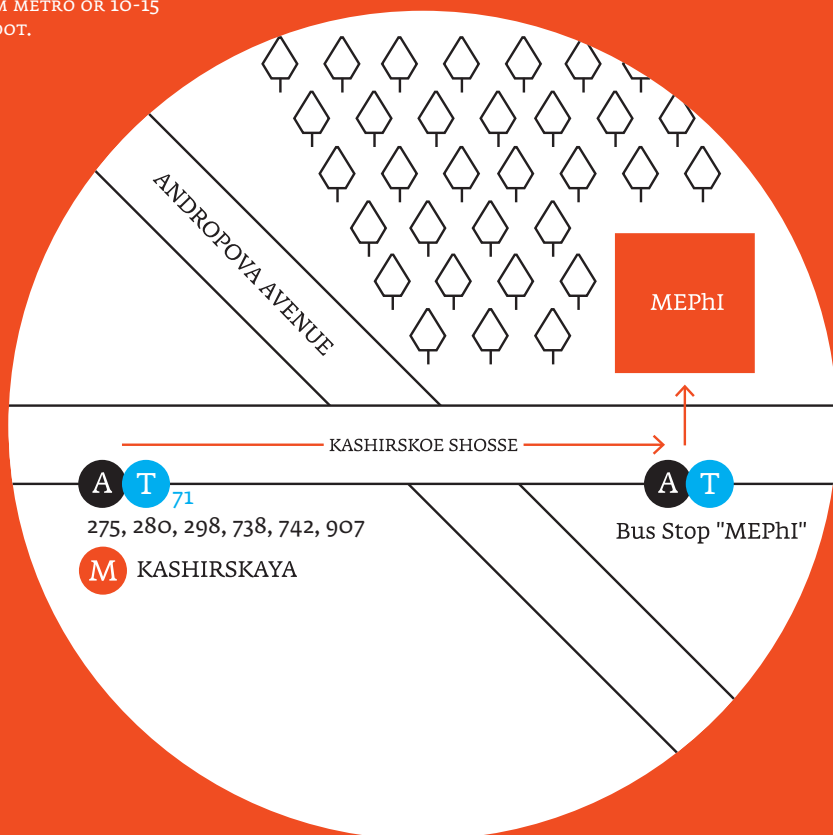 M METRO OR 10-15
OOT.
ANDROPOVA AVENUE
MEPhI
KASHIRSKOE SHOSSE
A T 71
A T
275, 280, 298, 738, 742, 907
Bus Stop "MEPhI"
M KASHIRSKAYA